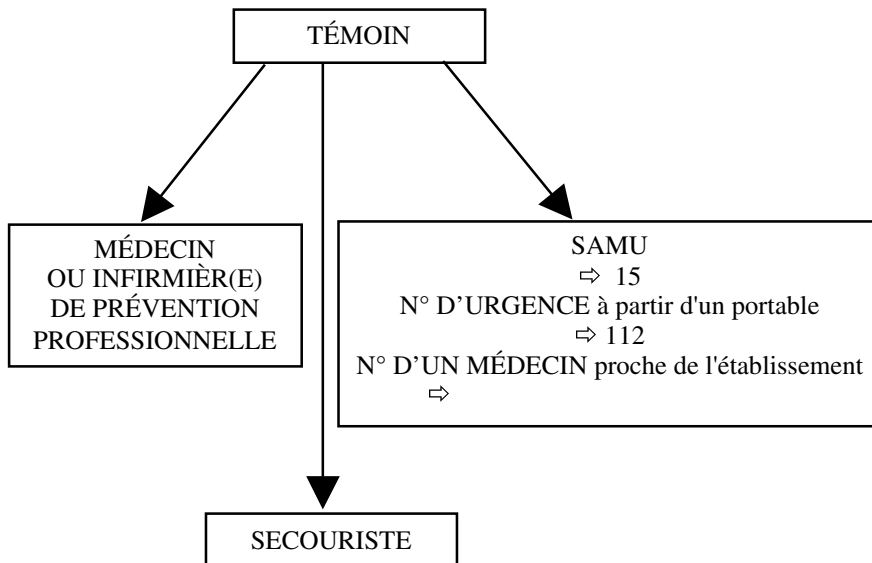 TÉMOIN
MÉDECIN
OU INFIRMIÈR(E)
DE PRÉVENTION
PROFESSIONNELLE
SAMU
⇨ 15
N° D’URGENCE à partir d'un portable
⇨ 112
N° D’UN MÉDECIN proche de l'établissement
⇨
SECOURISTE